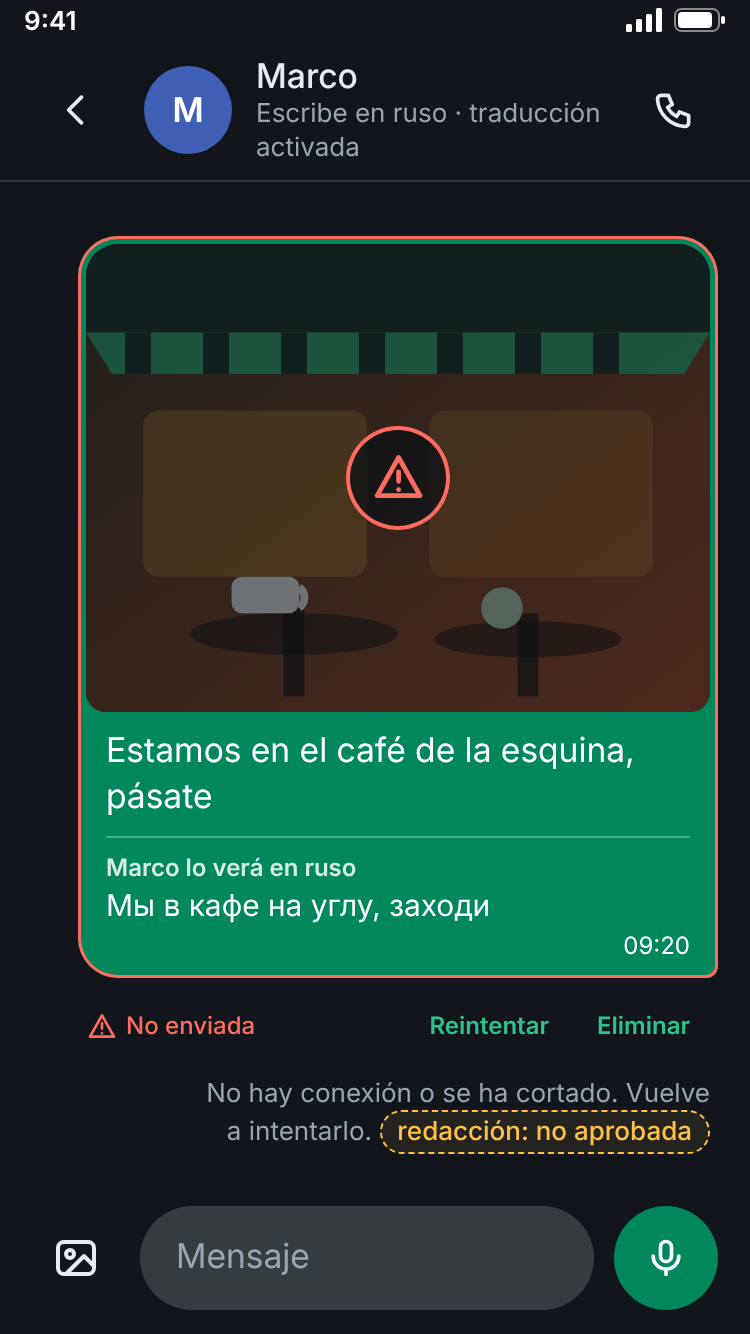 9:41
M
Marco
Escribe en ruso · traducción
activada
Estamos en el café de la esquina,
pásate
Marco lo verá en ruso
Мы в кафе на углу, заходи
09:20
No enviada
Reintentar
Eliminar
No hay conexión o se ha cortado. Vuelve
a intentarlo. redacción: no aprobada
Mensaje